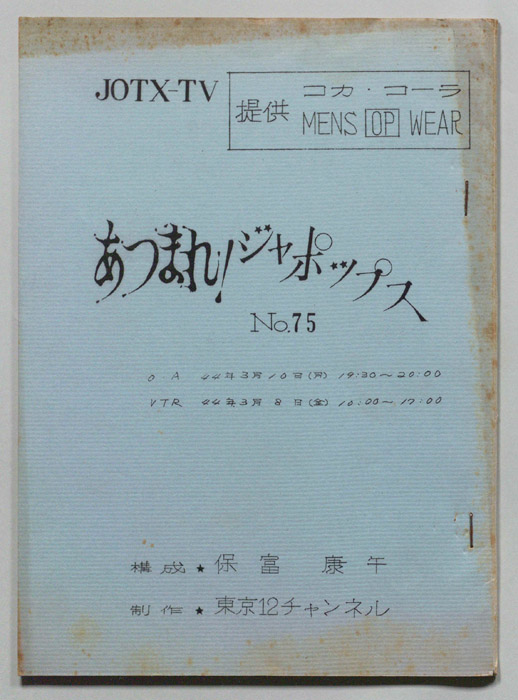 JOTX-TV
提供 コカ・コーラ
MENS OP WEAR
あつまれ!ジャポップス
No.75
OA 44年3月10日(月) 19:30~20:00
VTR 44年3月8日(金) 10:00~17:00
構成★保富 康午
制作★東京12チャンネル